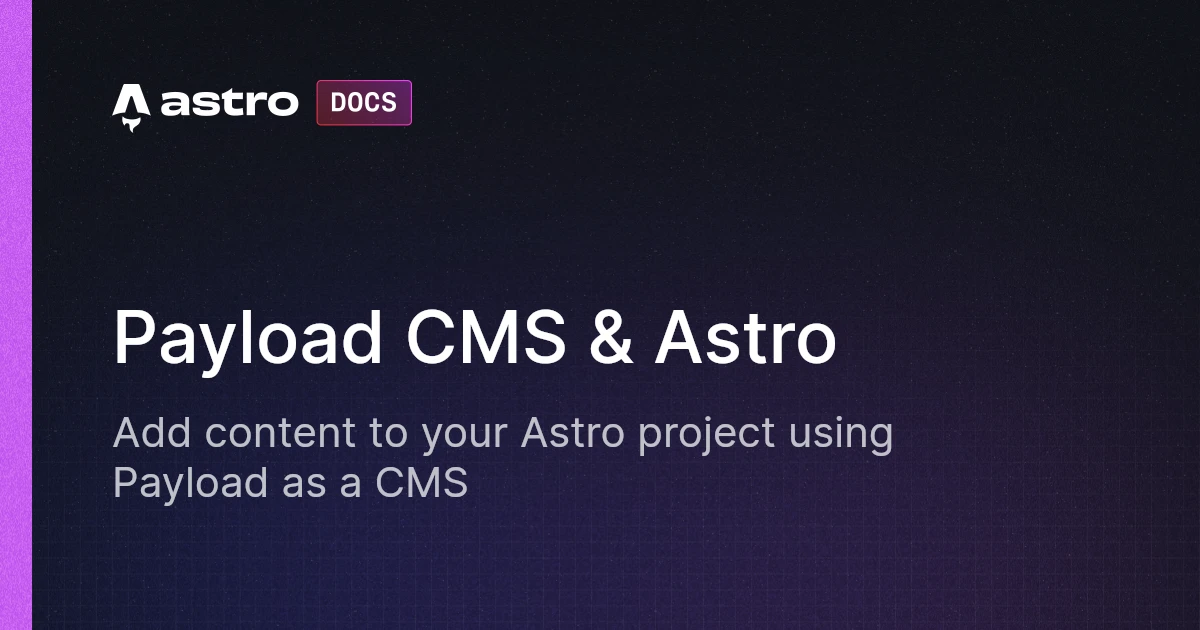 astro DOCS
Payload CMS & Astro
Add content to your Astro project using
Payload as a CMS